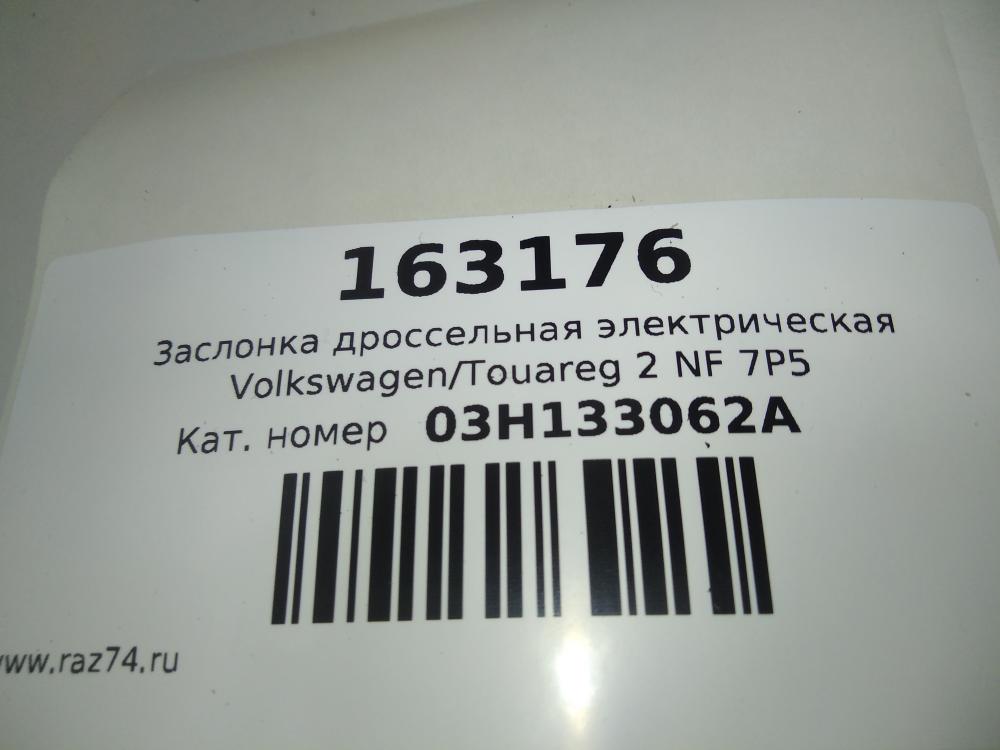 163176
Заслонка дроссельная электрическая
Volkswagen/Touareg 2 NF 7P5
Кат. номер 03H133062A
www.raz74.ru